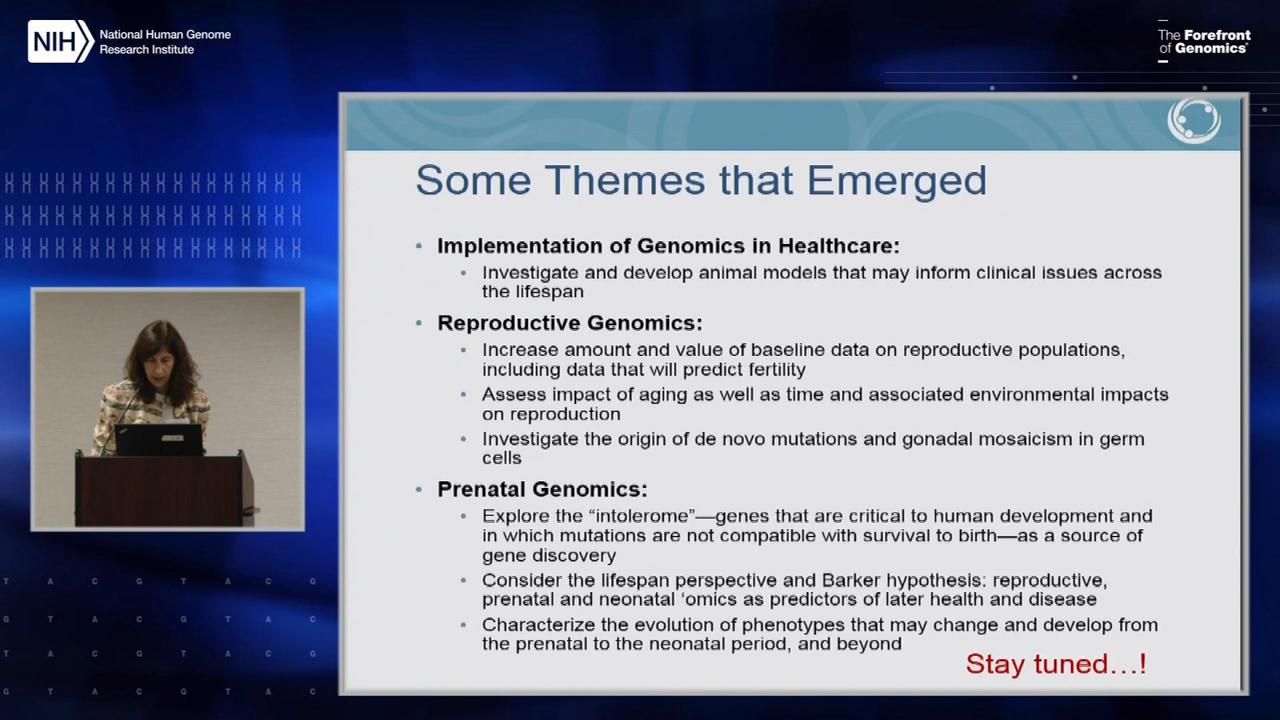 NIH
National Human Genome
Research Institute
The Forefront
of Genomics®
Some Themes that Emerged
• Implementation of Genomics in Healthcare:
• Investigate and develop animal models that may inform clinical issues across
the lifespan
• Reproductive Genomics:
• Increase amount and value of baseline data on reproductive populations,
including data that will predict fertility
• Assess impact of aging as well as time and associated environmental impacts
on reproduction
• Investigate the origin of de novo mutations and gonadal mosaicism in germ
cells
• Prenatal Genomics:
• Explore the “intolerome”—genes that are critical to human development and
in which mutations are not compatible with survival to birth—as a source of
gene discovery
• Consider the lifespan perspective and Barker hypothesis: reproductive,
prenatal and neonatal ‘omics as predictors of later health and disease
• Characterize the evolution of phenotypes that may change and develop from
the prenatal to the neonatal period, and beyond
Stay tuned…!
T A C G T A C G
G T A C G T A C
T A C G T A C G
G T A C G T A C